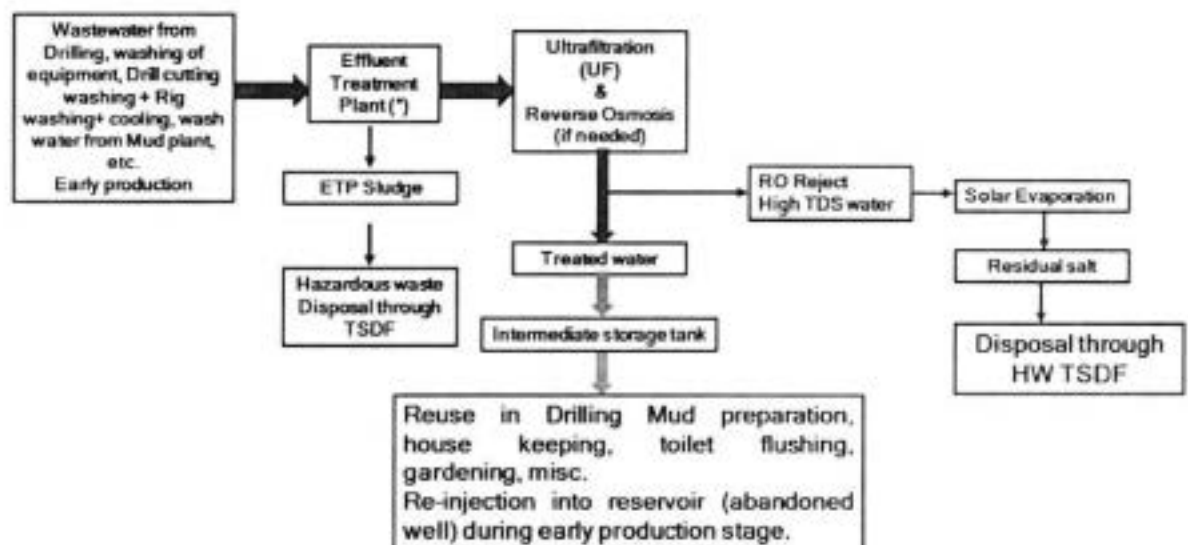 Wastewater from
Drilling, washing of
equipment, Drill cutting
washing + Rig
washing+ cooling, wash
water from Mud plant,
etc.
Early production
Effluent
Treatment
Plant (*)
Ultrafiltration
(UF)
&
Reverse Osmosis
(if needed)
ETP Sludge
Hazardous waste
Disposal through
TSDF
RO Reject
High TDS water
Solar Evaporation
Residual salt
Disposal through
HW TSDF
Treated water
Intermediate storage tank
Reuse in Drilling Mud preparation,
house keeping, toilet flushing,
gardening, misc.
Re-injection into reservoir (abandoned
well) during early production stage.